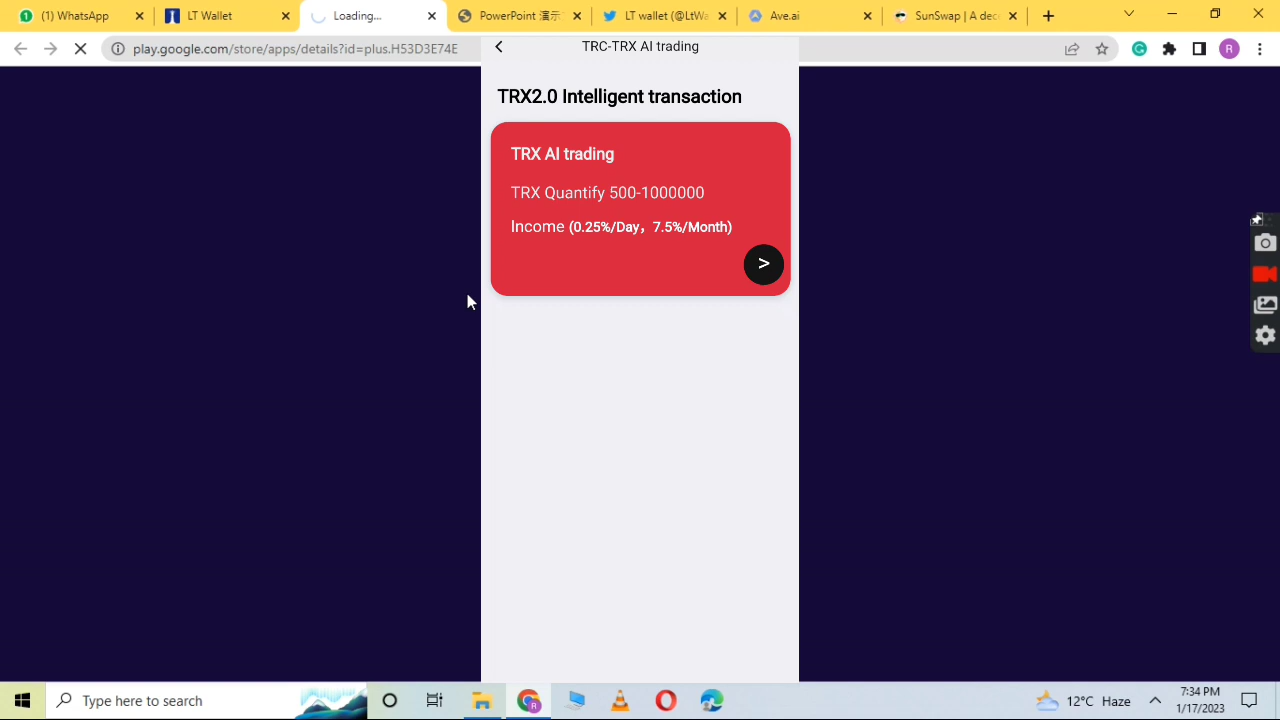 (1) WhatsApp
LT Wallet
Loading...
PowerPoint 演示
LT wallet (@LtWa
Ave.ai
SunSwap | A dec
play.google.com/store/apps/details?id=plus.H53D3E74E
R
TRC-TRX AI trading
TRX2.0 Intelligent transaction
TRX AI trading
TRX Quantify 500-1000000
Income (0.25%/Day，7.5%/Month)
>
Type here to search
R
12°C Haze
7:34 PM
1/17/2023